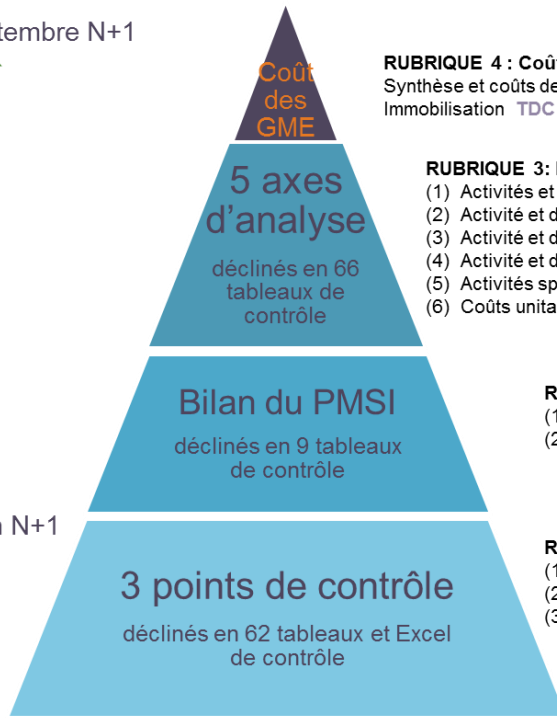 tembre N+1
Coût
des
GME
RUBRIQUE 4 : Coû
Synthèse et coûts de
Immobilisation TDC
5 axes
d'analyse
déclinés en 66
tableaux de
contrôle
RUBRIQUE 3:
(1) Activités et
(2) Activité et d
(3) Activité et d
(4) Activité et d
(5) Activités sp
(6) Coûts unita
Bilan du PMSI
déclinés en 9 tableaux
de contrôle
R
(1
(2
N+1
3 points de contrôle
déclinés en 62 tableaux et Excel
de contrôle
R
(1
(2
(3